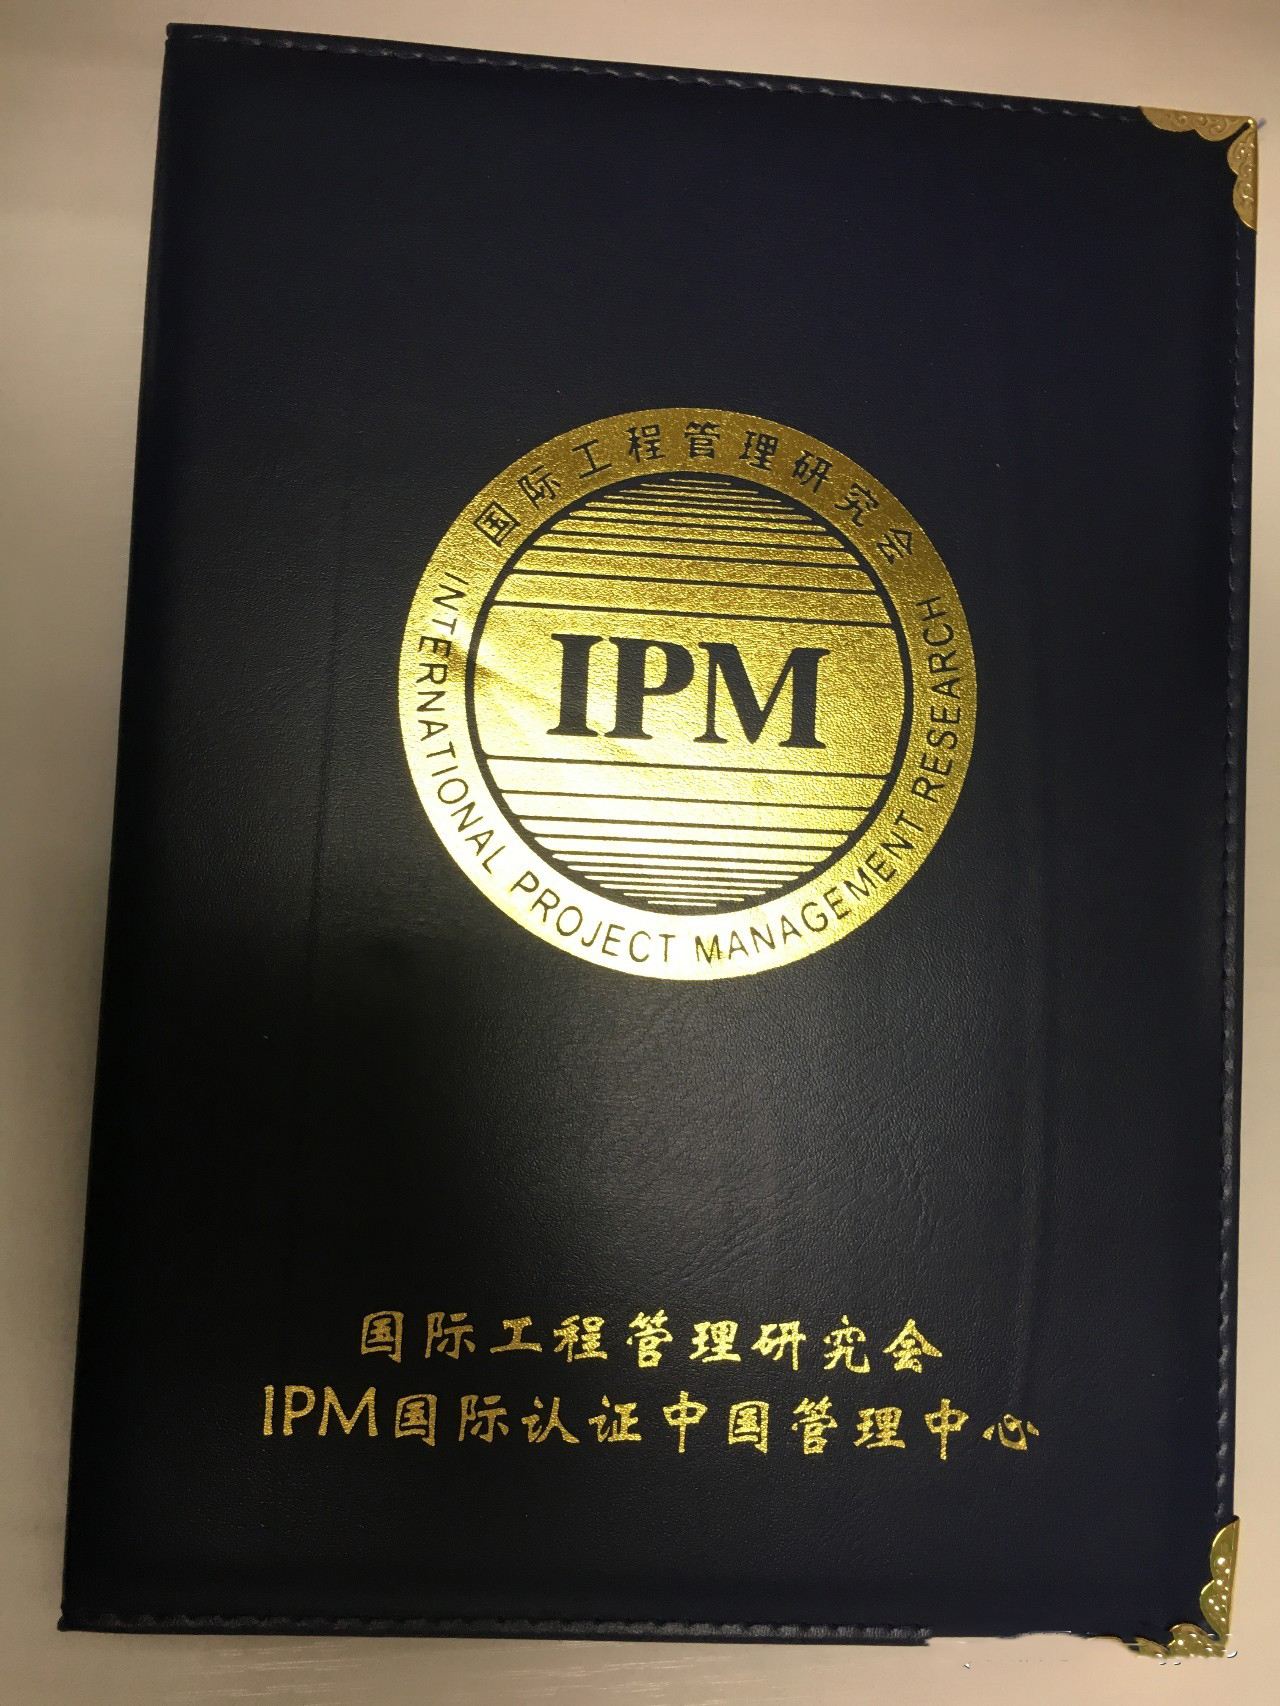 国际工程管理研究会
IPM
INTERNATIONAL PROJECT MANAGEMENT RESEARCH
国际工程管理研究会
IPM国际认证中国管理中心